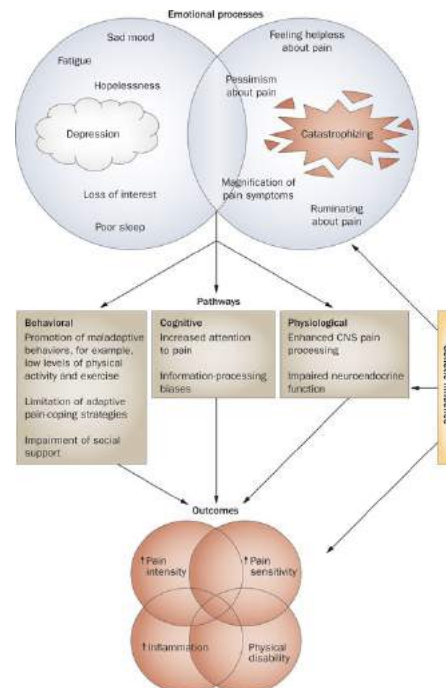 Emotional processes
Sad mood
Fatigue
Hopelessness
Depression
Loss of interest
Poor sleep
Feeling helpless
about pain
Pessimism
about pain
Catastrophizing
Magnification of
pain symptoms
Ruminating
about pain
Pathways
Behavioral
Promotion of maladaptive
behaviors, for example,
low levels of physical
activity and exercise
Limitation of adaptive
pain-coping strategies
Impairment of social
support
Cognitive
Increased attention
to pain
Information-processing
biases
Physiological
Enhanced CNS pain
processing
Impaired neuroendocrine
function
Outcomes
↑Pain
intensity
↑Pain
sensitivity
↑Inflammation
Physical
disability